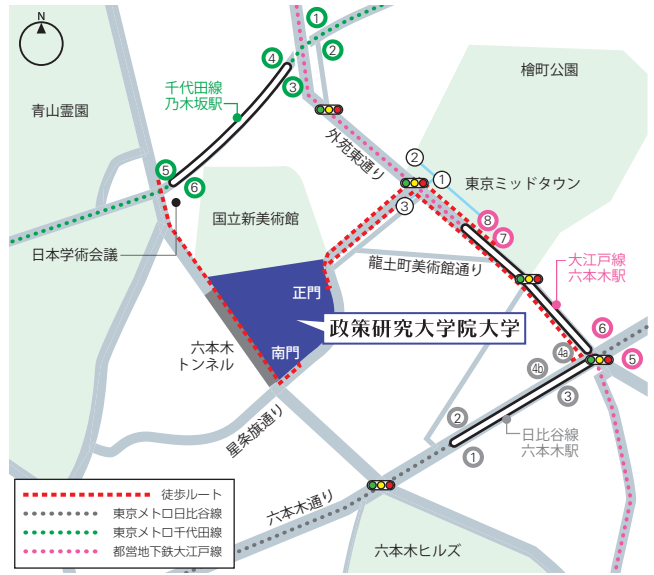 N
①
②
④
③
千代田線
乃木坂駅
檜町公園
青山霊園
外苑東通り
②
①
⑤
⑥
東京ミッドタウン
③
国立新美術館
⑧
⑦
日本学術会議
龍土町美術館通り
大江戸線
六本木駅
正門
政策研究大学院大学
六本木
トンネル
南門
⑥
⑤
4a
4b
③
星条旗通り
②
①
日比谷線
六本木駅
六本木通り
六本木ヒルズ
徒歩ルート
東京メトロ日比谷線
東京メトロ千代田線
都営地下鉄大江戸線